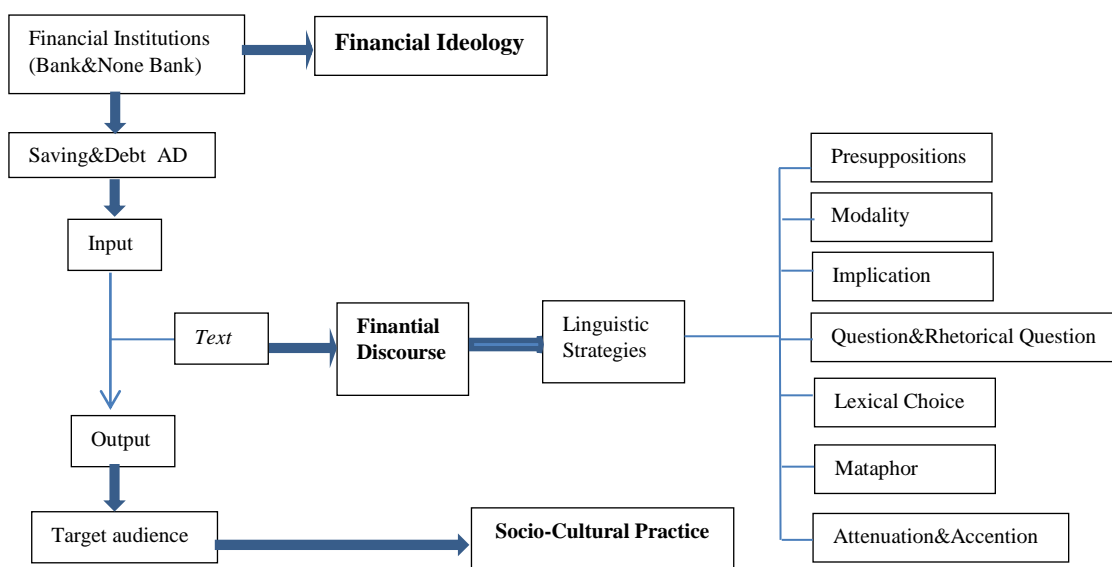 Financial Institutions
(Bank&None Bank)
Financial Ideology
Saving&Debt AD
Input
Text
Finantial
Discourse
Linguistic
Strategies
Presuppositions
Modality
Implication
Question&Rhetorical Question
Lexical Choice
Mataphor
Attenuation&Accention
Output
Target audience
Socio-Cultural Practice